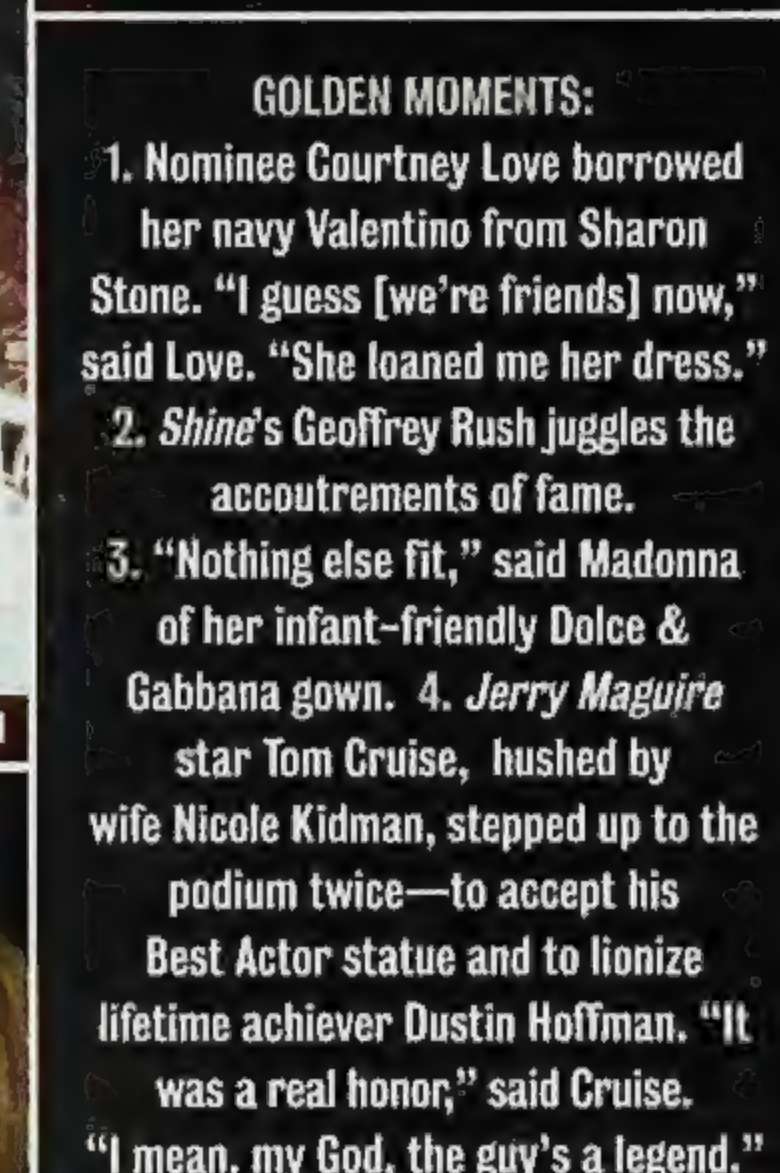 GOLDEN MOMENTS:
1. Nominee Courtney Love borrowed
her navy Valentino from Sharon
Stone. “I guess [we’re friends] now,”
said Love. “She loaned me her dress.”
2. Shine’s Geoffrey Rush juggles the
accoutrements of fame.
3. “Nothing else fit,” said Madonna
of her infant-friendly Dolce &
Gabbana gown. 4. Jerry Maguire
star Tom Cruise, hushed by
wife Nicole Kidman, stepped up to the
podium twice—to accept his
Best Actor statue and to lionize
lifetime achiever Dustin Hoffman. “It
was a real honor,” said Cruise.
“I mean, my God, the guy’s a legend.”